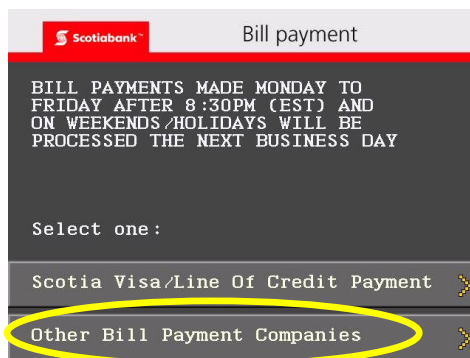 Scotiabank™ Bill payment
BILL PAYMENTS MADE MONDAY TO
FRIDAY AFTER 8:30PM (EST) AND
ON WEEKENDS/HOLIDAYS WILL BE
PROCESSED THE NEXT BUSINESS DAY
Select one:
Scotia Visa/Line Of Credit Payment
Other Bill Payment Companies